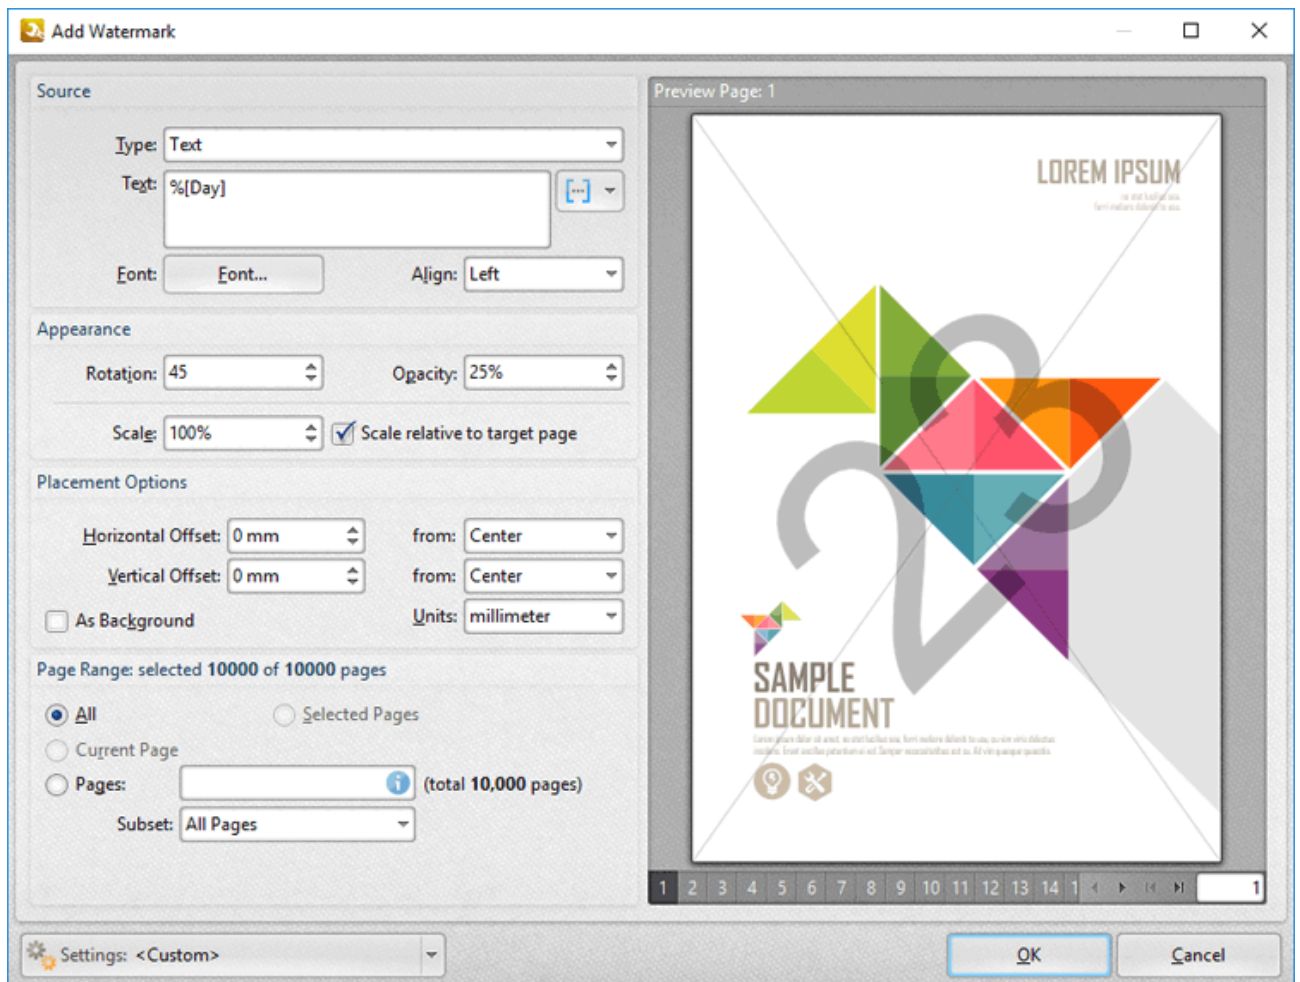 Add Watermark
Source
Type: Text
Text: %[Day]
Font: Font... Align: Left
Appearance
Rotation: 45 Opacity: 25%
Scale: 100% Scale relative to target page
Placement Options
Horizontal Offset: 0 mm from: Center
Vertical Offset: 0 mm from: Center
As Background Units: millimeter
Page Range: selected 10000 of 10000 pages
All Selected Pages
Current Page
Pages: (total 10,000 pages)
Subset: All Pages
Settings: <Custom>
Preview Page: 1
LOREM IPSUM
23
SAMPLE
DOCUMENT
1 2 3 4 5 6 7 8 9 10 11 12 13 14 1 1
OK Cancel